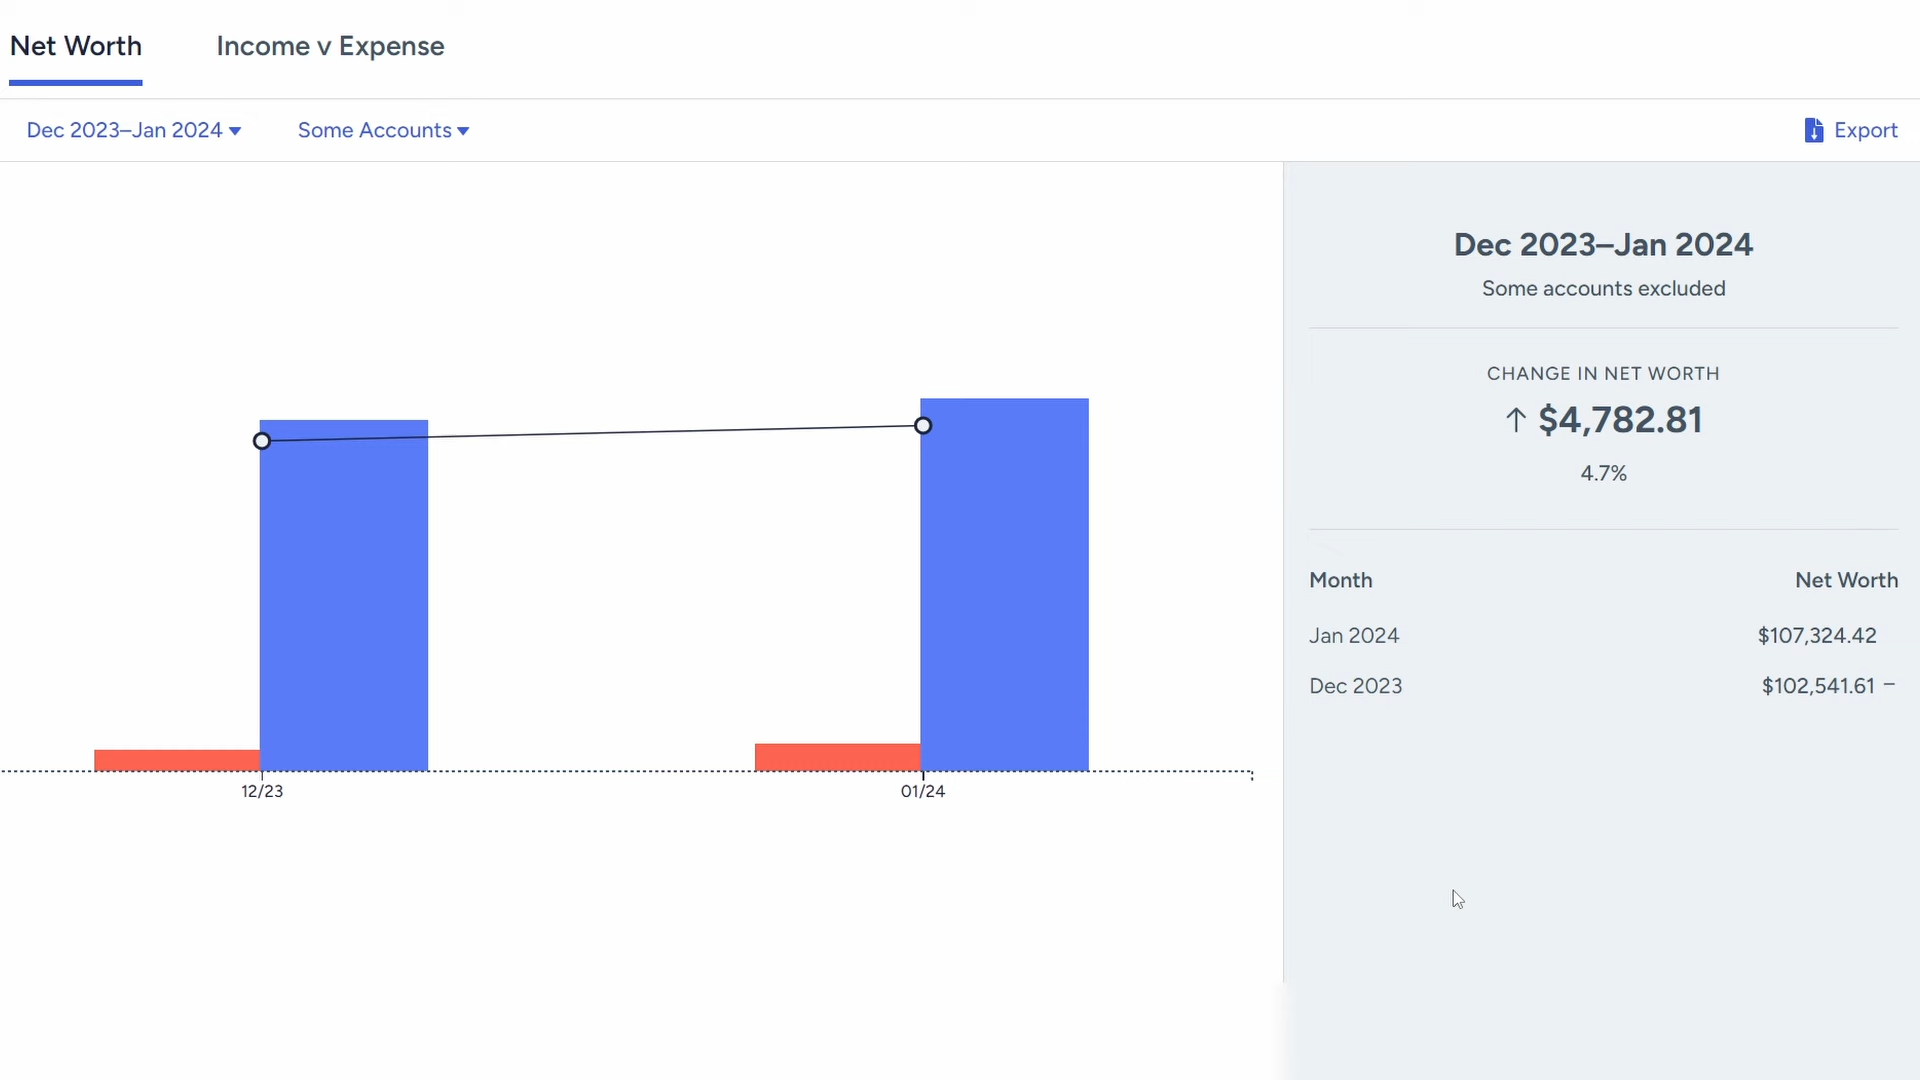 Net Worth
Income v Expense
Dec 2023–Jan 2024
Some Accounts
Export
12/23
01/24
Dec 2023–Jan 2024
Some accounts excluded
CHANGE IN NET WORTH
↑ $4,782.81
4.7%
Month Net Worth
Jan 2024 $107,324.42
Dec 2023 $102,541.61 –